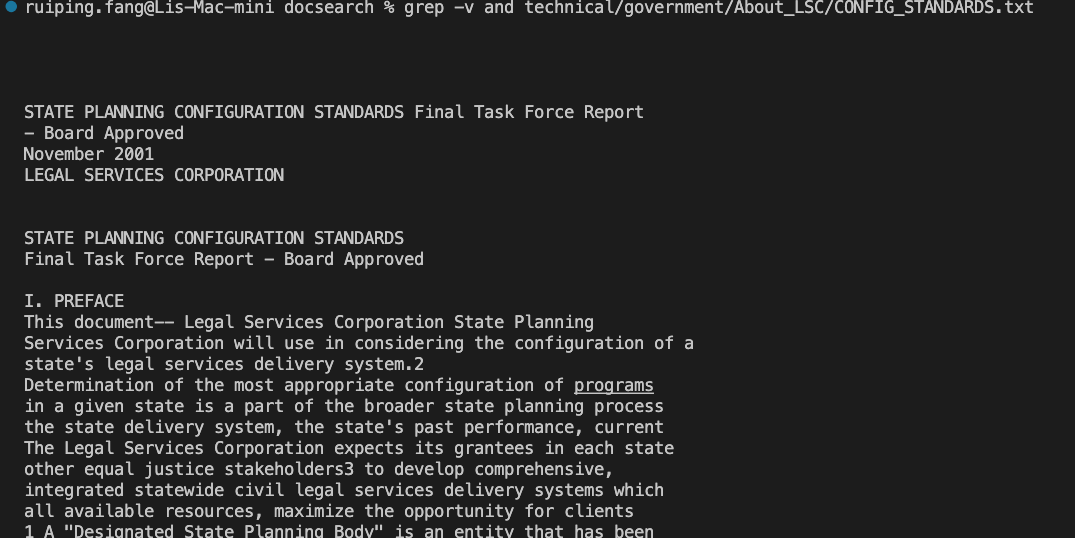 ruiping.fang@Lis-Mac-mini docsearch % grep -v and technical/government/About_LSC/CONFIG_STANDARDS.txt
STATE PLANNING CONFIGURATION STANDARDS Final Task Force Report
- Board Approved
November 2001
LEGAL SERVICES CORPORATION
STATE PLANNING CONFIGURATION STANDARDS
Final Task Force Report - Board Approved
I. PREFACE
This document-- Legal Services Corporation State Planning
Services Corporation will use in considering the configuration of a
state's legal services delivery system.2
Determination of the most appropriate configuration of programs
in a given state is a part of the broader state planning process
the state delivery system, the state's past performance, current
The Legal Services Corporation expects its grantees in each state
other equal justice stakeholders3 to develop comprehensive,
integrated statewide civil legal services delivery systems which
all available resources, maximize the opportunity for clients
1 A "Designated State Planning Body" is an entity that has been